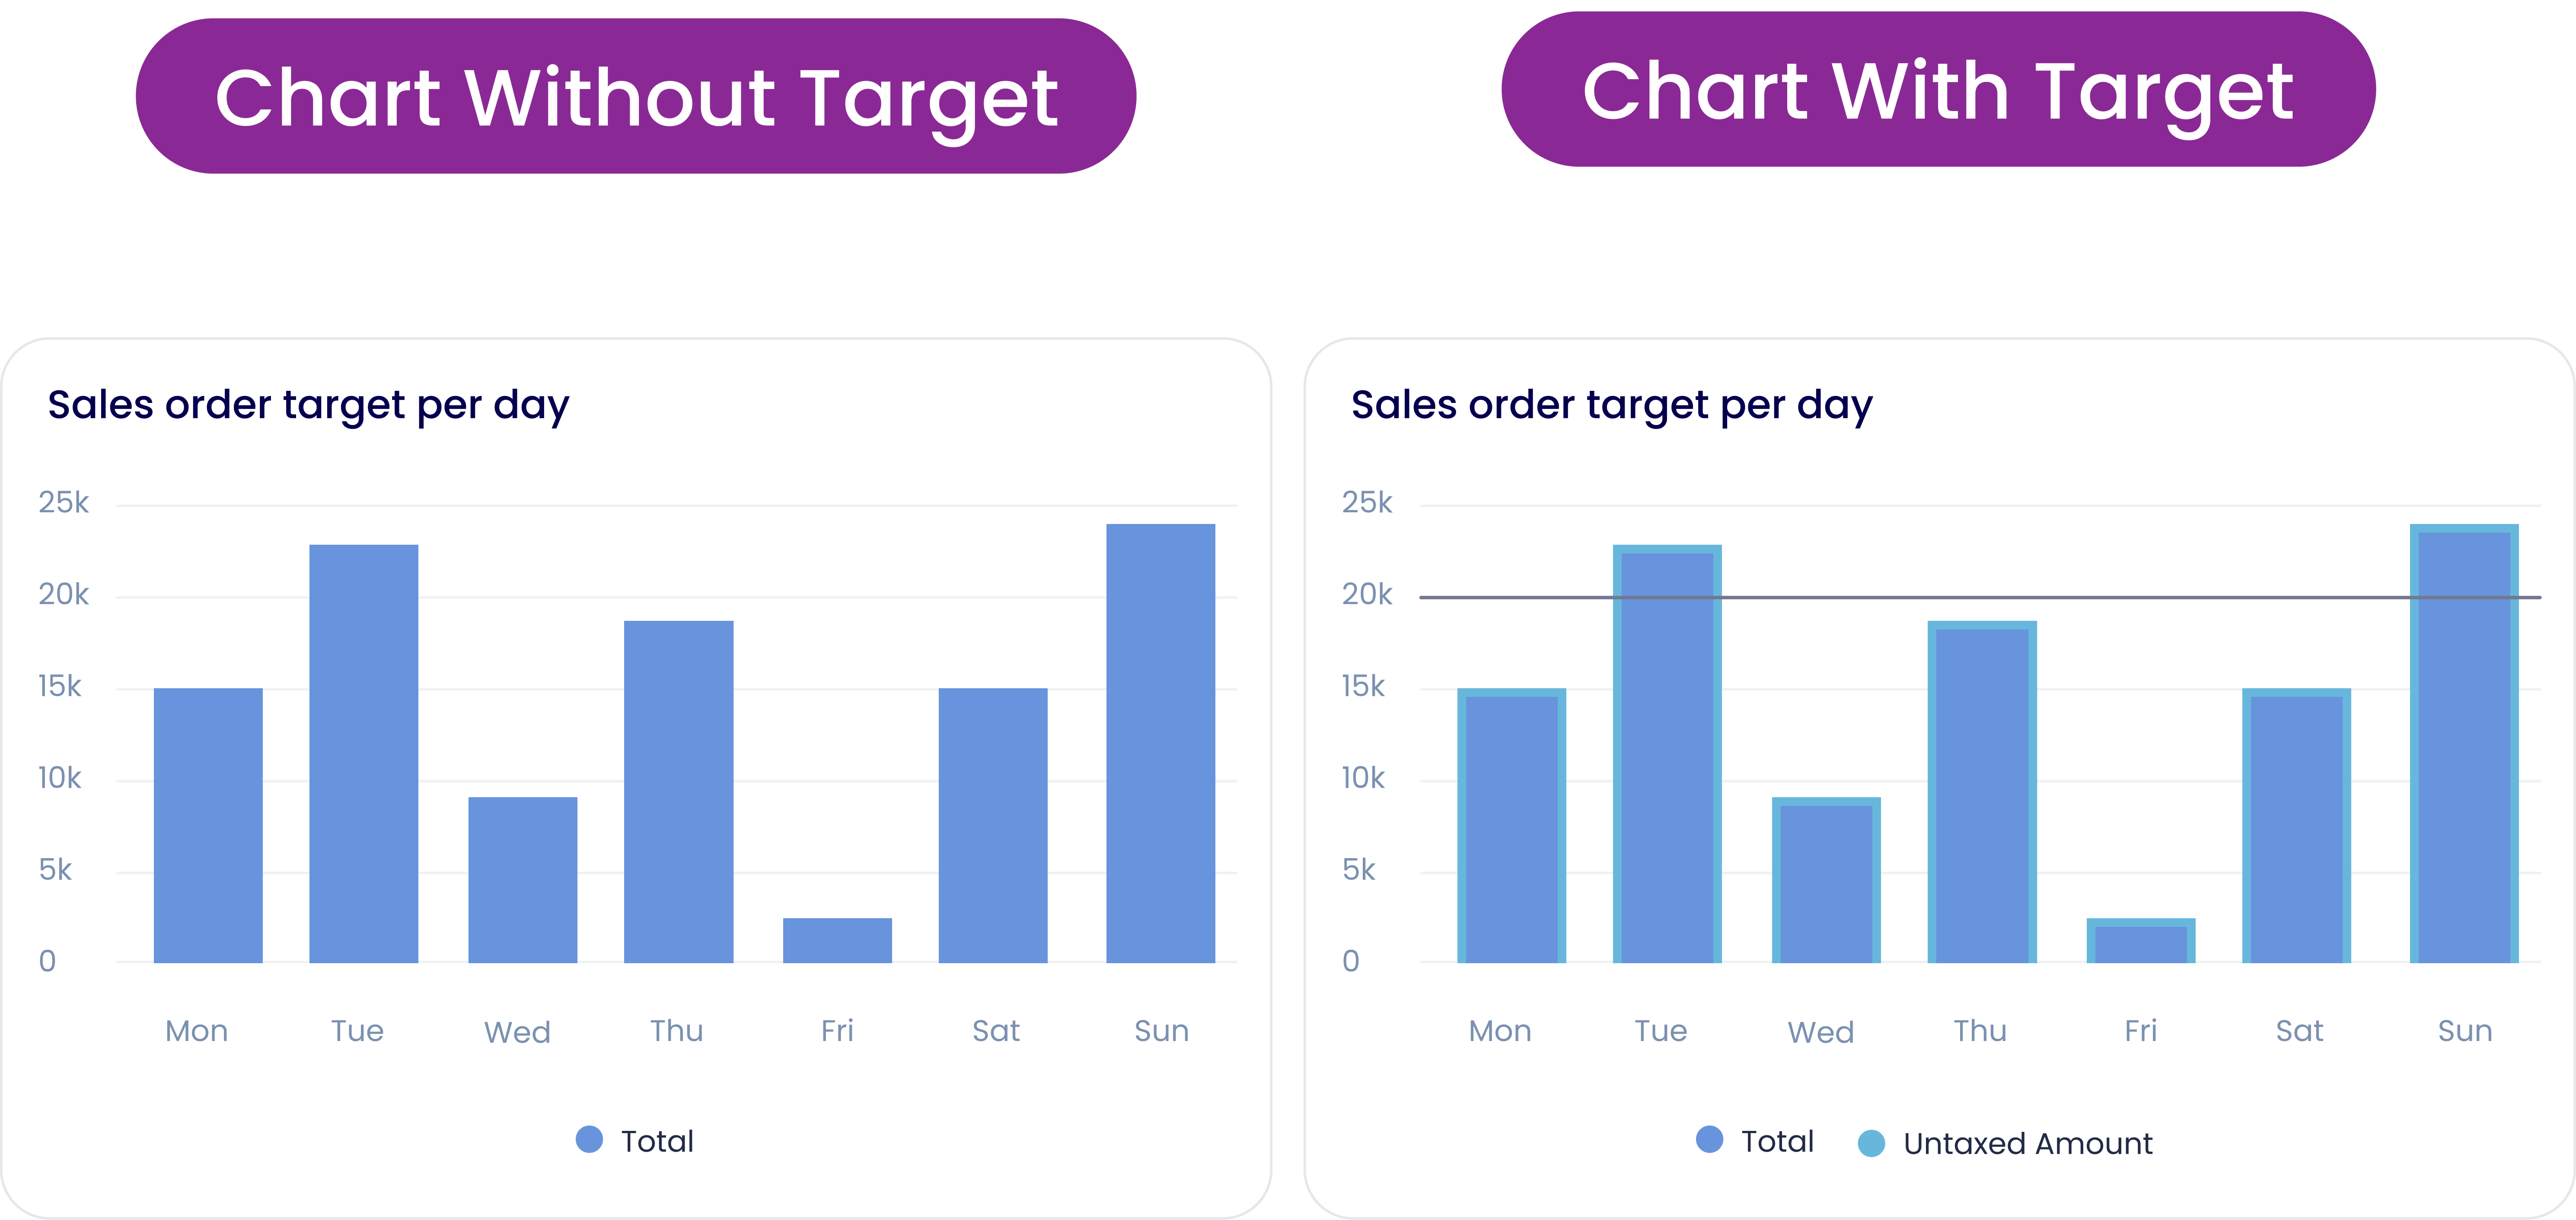 Chart Without Target
Chart With Target
Sales order target per day
25k
20k
15k
10k
5k
0
Mon Tue Wed Thu Fri Sat Sun
Total
Sales order target per day
25k
20k
15k
10k
5k
0
Mon Tue Wed Thu Fri Sat Sun
Total Untaxed Amount